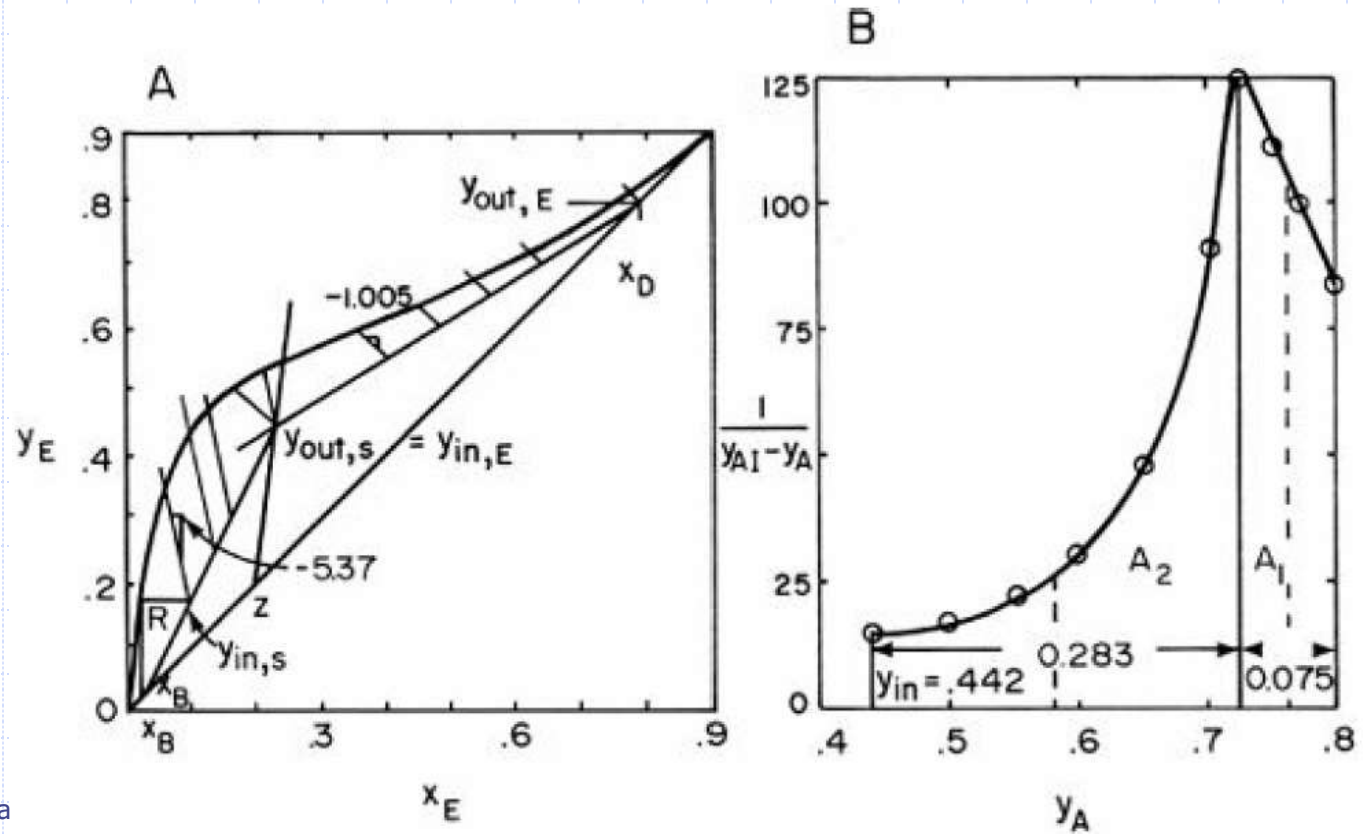 A
.9
.8
.6
.4
.2
0
y_E
y_out,E
x_D
-1.005
y_out,s = y_in,E
-5.37
R
z
y_in,s
x_B
x_B
.3
.6
.9
x_E
B
125
100
75
25
0
1
y_AI-y_A
A_2
A_1
0.283
0.075
y_in=.442
.4
.5
.6
.7
.8
y_A
a